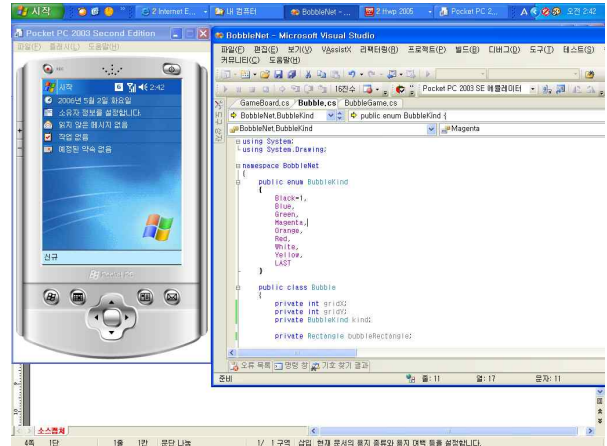 시작
2 Internet E...
내 컴퓨터
BobbleNet - ...
2 Hwp 2005
Pocket PC 2...
A
오전 2:42
Pocket PC 2003 Second Edition
파일(F) 플래시(L) 도움말(H)
시작 2:42
2006년 5월 2일 화요일
소유자 정보를 설정합니다.
읽지 않은 메시지 없음
작업 없음
예정된 약속 없음
신규
BobbleNet - Microsoft Visual Studio
파일(F) 편집(E) 보기(V) VAssistX 리팩터링(R) 프로젝트(P) 빌드(B) 디버그(D) 도구(T) 테스트(S)
커뮤니티(C) 도움말(H)
16진수
Pocket PC 2003 SE 에뮬레이터
GameBoard.cs Bubble.cs BubbleGame.cs
BobbleNet.BubbleKind public enum BubbleKind {
BobbleNet.BubbleKind Magenta
using System;
using System.Drawing;
namespace BobbleNet
{
public enum BubbleKind
{
Black=1,
Blue,
Green,
Magenta,
Orange,
Red,
White,
Yellow,
LAST
}
public class Bubble
{
private int gridX;
private int gridY;
private BubbleKind kind;
private Rectangle bubbleRectangle;
오류 목록 명령 창 기호 찾기 결과
준비 줄: 11 열: 17 문자: 11
소스캡쳐
4쪽 1단 1줄 1칸 문단 나눔 1/ 1 구역 삽입 현재 문서의 용지 종류와 용지 여백 등을 설정합니다.